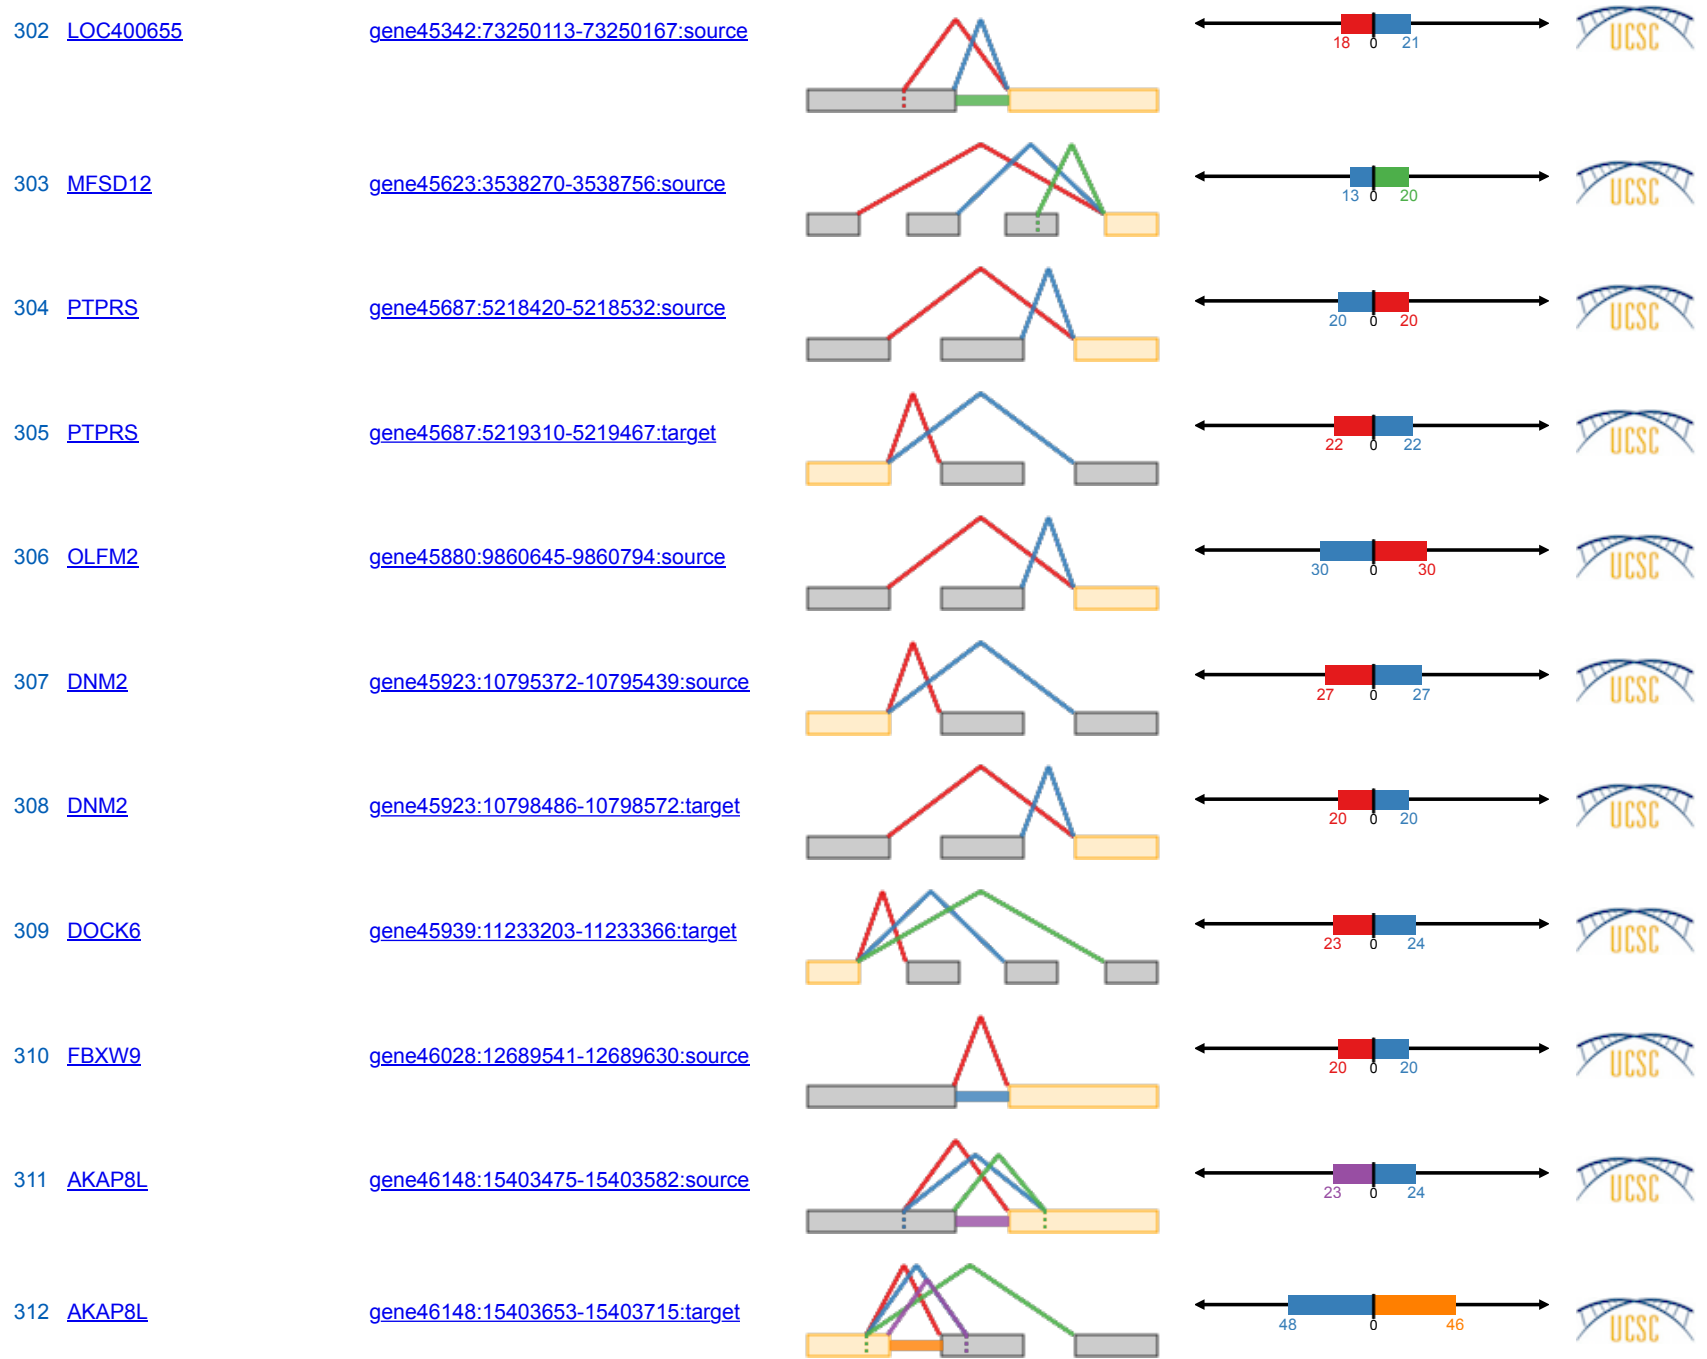 302 LOC400655 gene45342:73250113-73250167:source 18 0 21 UCSC
303 MFSD12 gene45623:3538270-3538756:source 13 0 20 UCSC
304 PTPRS gene45687:5218420-5218532:source 20 0 20 UCSC
305 PTPRS gene45687:5219310-5219467:target 22 0 22 UCSC
306 OLFM2 gene45880:9860645-9860794:source 30 0 30 UCSC
307 DNM2 gene45923:10795372-10795439:source 27 0 27 UCSC
308 DNM2 gene45923:10798486-10798572:target 20 0 20 UCSC
309 DOCK6 gene45939:11233203-11233366:target 23 0 24 UCSC
310 FBXW9 gene46028:12689541-12689630:source 20 0 20 UCSC
311 AKAP8L gene46148:15403475-15403582:source 23 0 24 UCSC
312 AKAP8L gene46148:15403653-15403715:target 48 0 46 UCSC